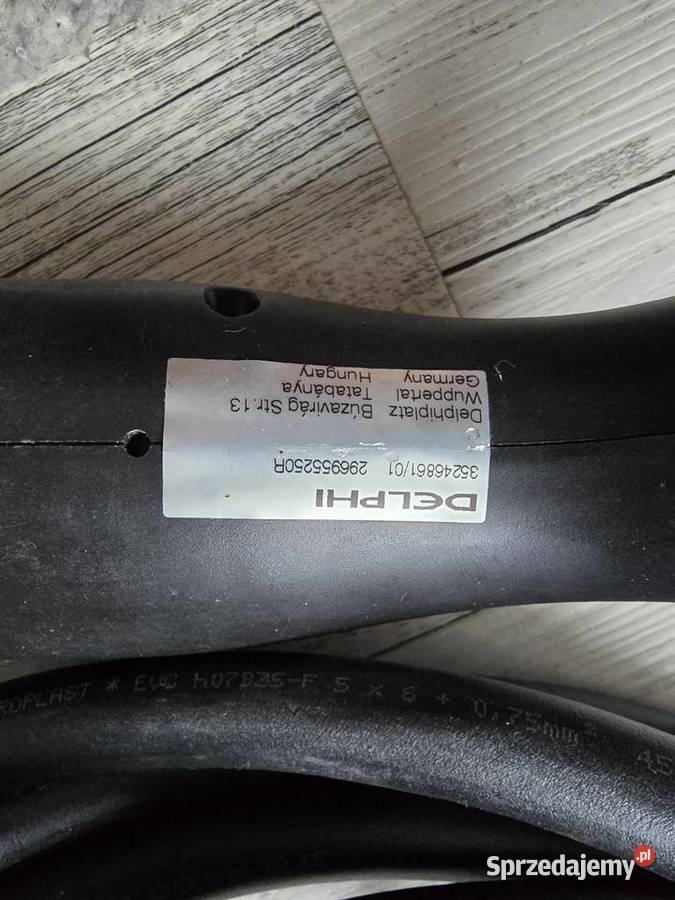 DELPHI
35246861/01 296955250R
Delphiplatz Búzavirág Str.13
Wuppertal Tatabánya
Germany Hungary
* EVC h07BZ5-F 5 x 6 + 0,75mm²
Sprzedajemy.pl